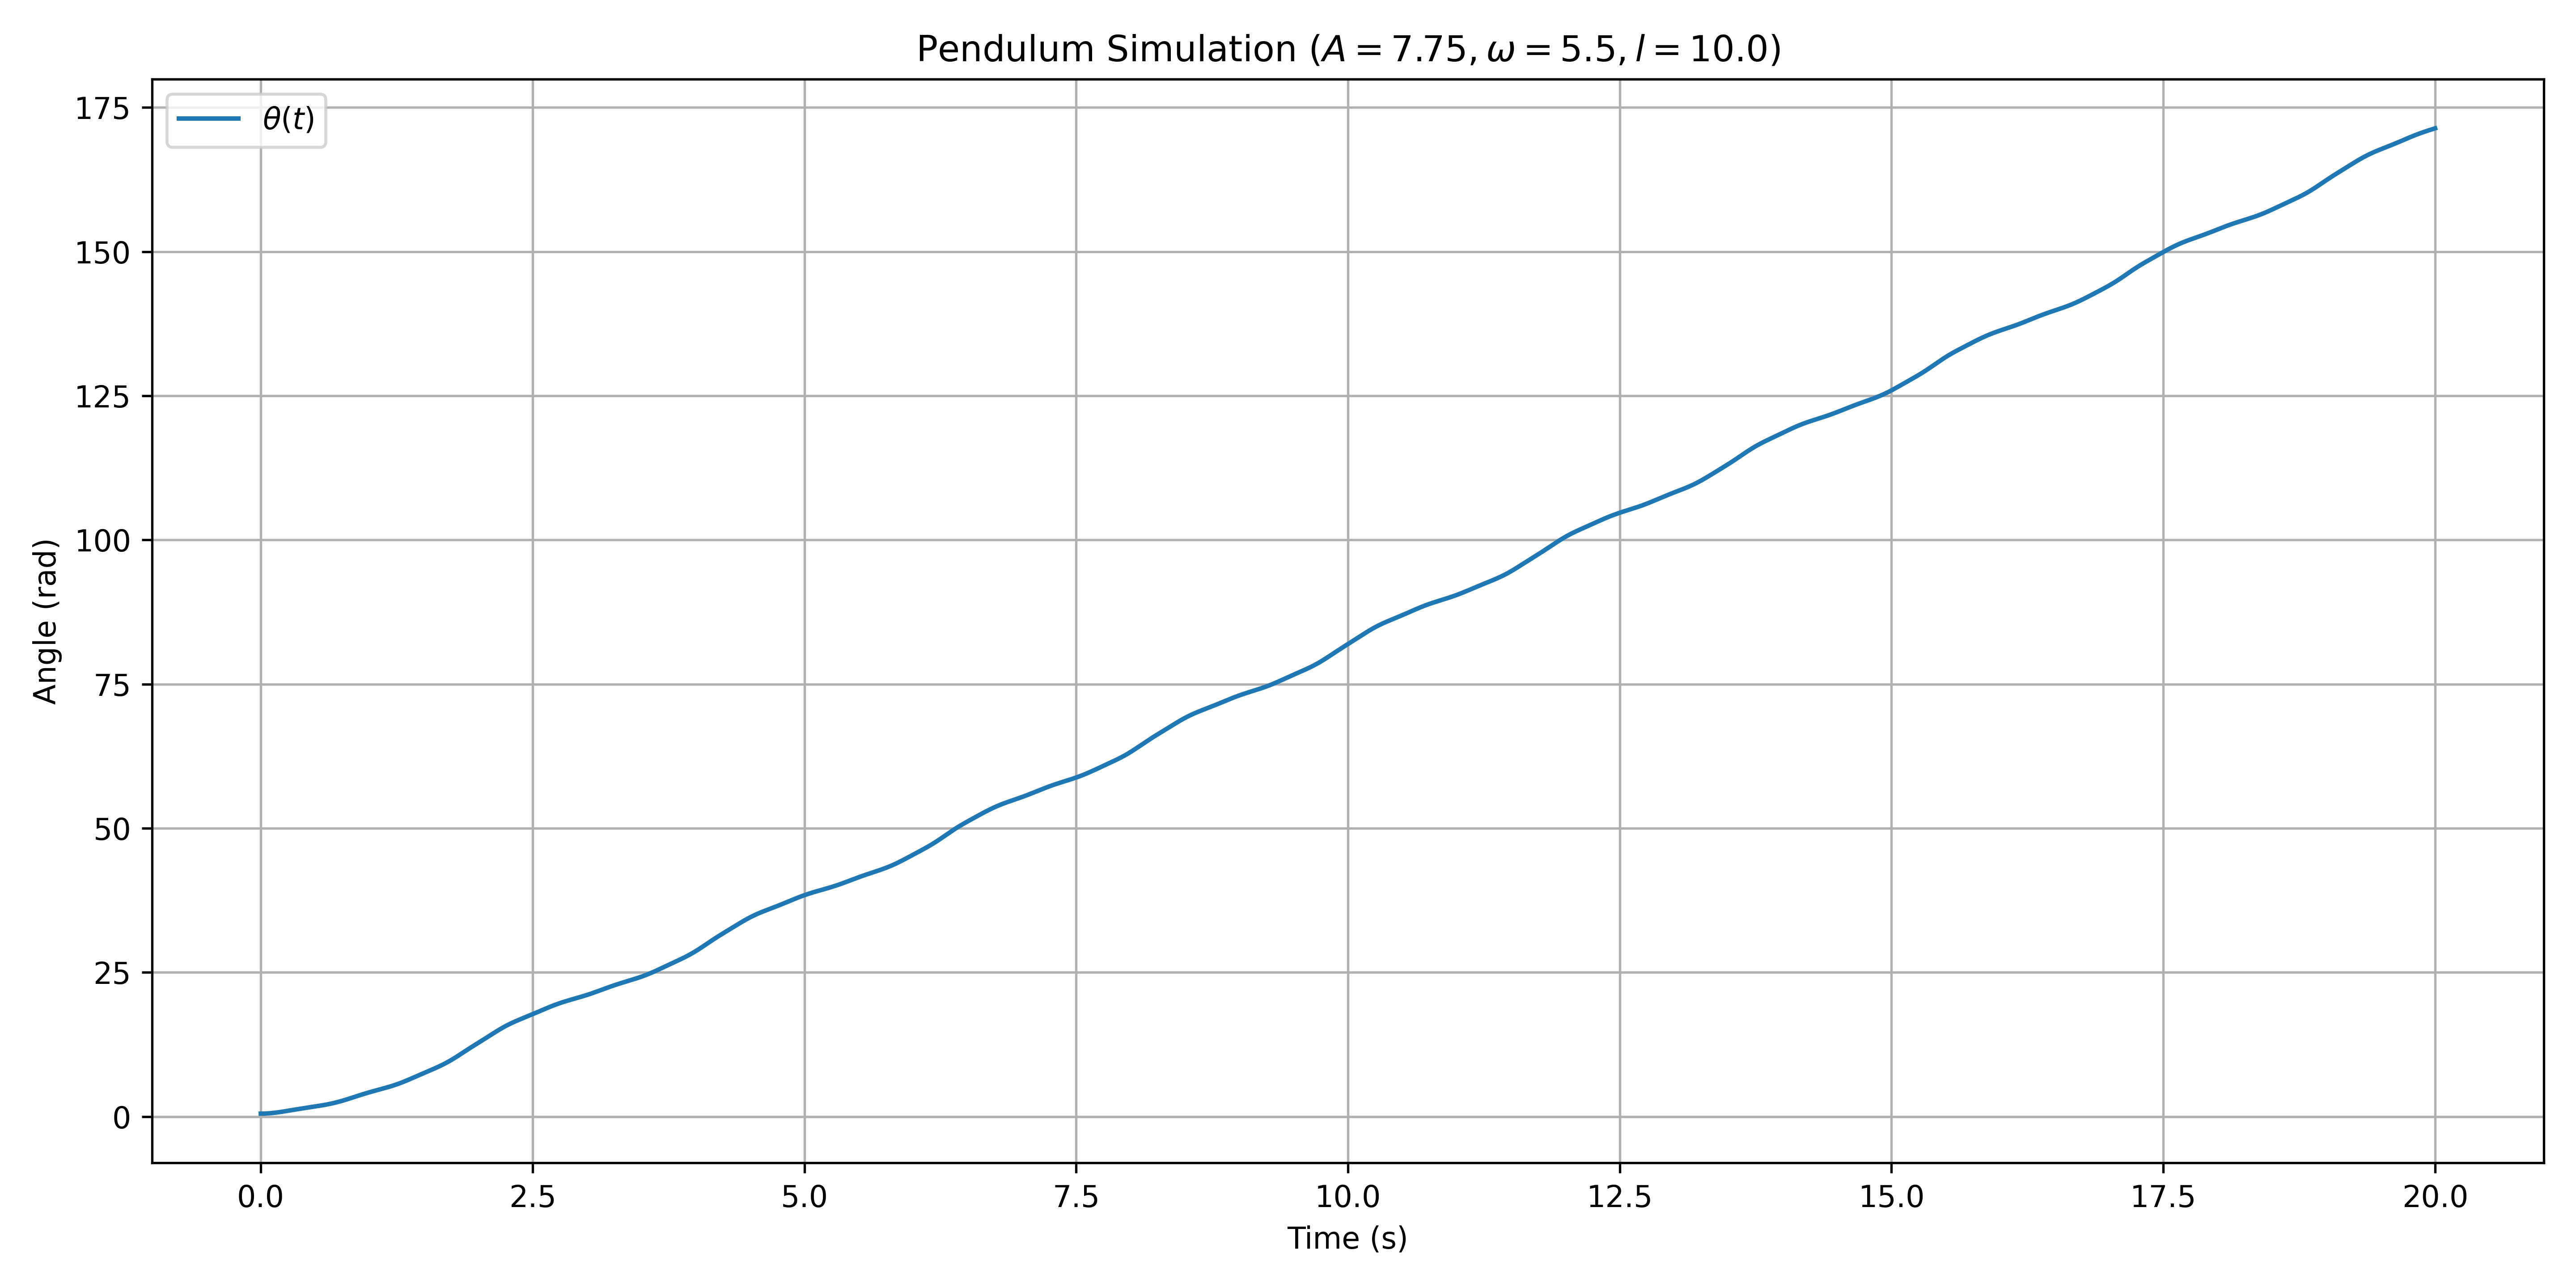 Pendulum Simulation (A = 7.75, ω = 5.5, l = 10.0)
θ(t)
175
150
125
100
75
50
25
0
Angle (rad)
0.0 2.5 5.0 7.5 10.0 12.5 15.0 17.5 20.0
Time (s)